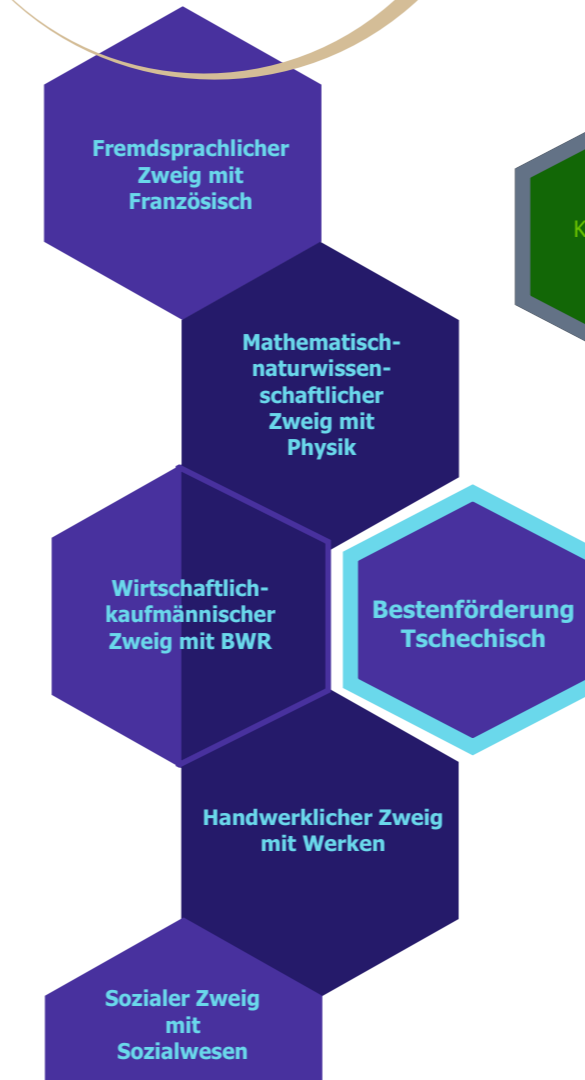 Fremdsprachlicher
Zweig mit
Französisch
K
Mathematisch-
naturwissen-
schaftlicher
Zweig mit
Physik
Wirtschaftlich-
kaufmännischer
Zweig mit BWR
Bestenförderung
Tschechisch
Handwerklicher Zweig
mit Werken
Sozialer Zweig
mit
Sozialwesen